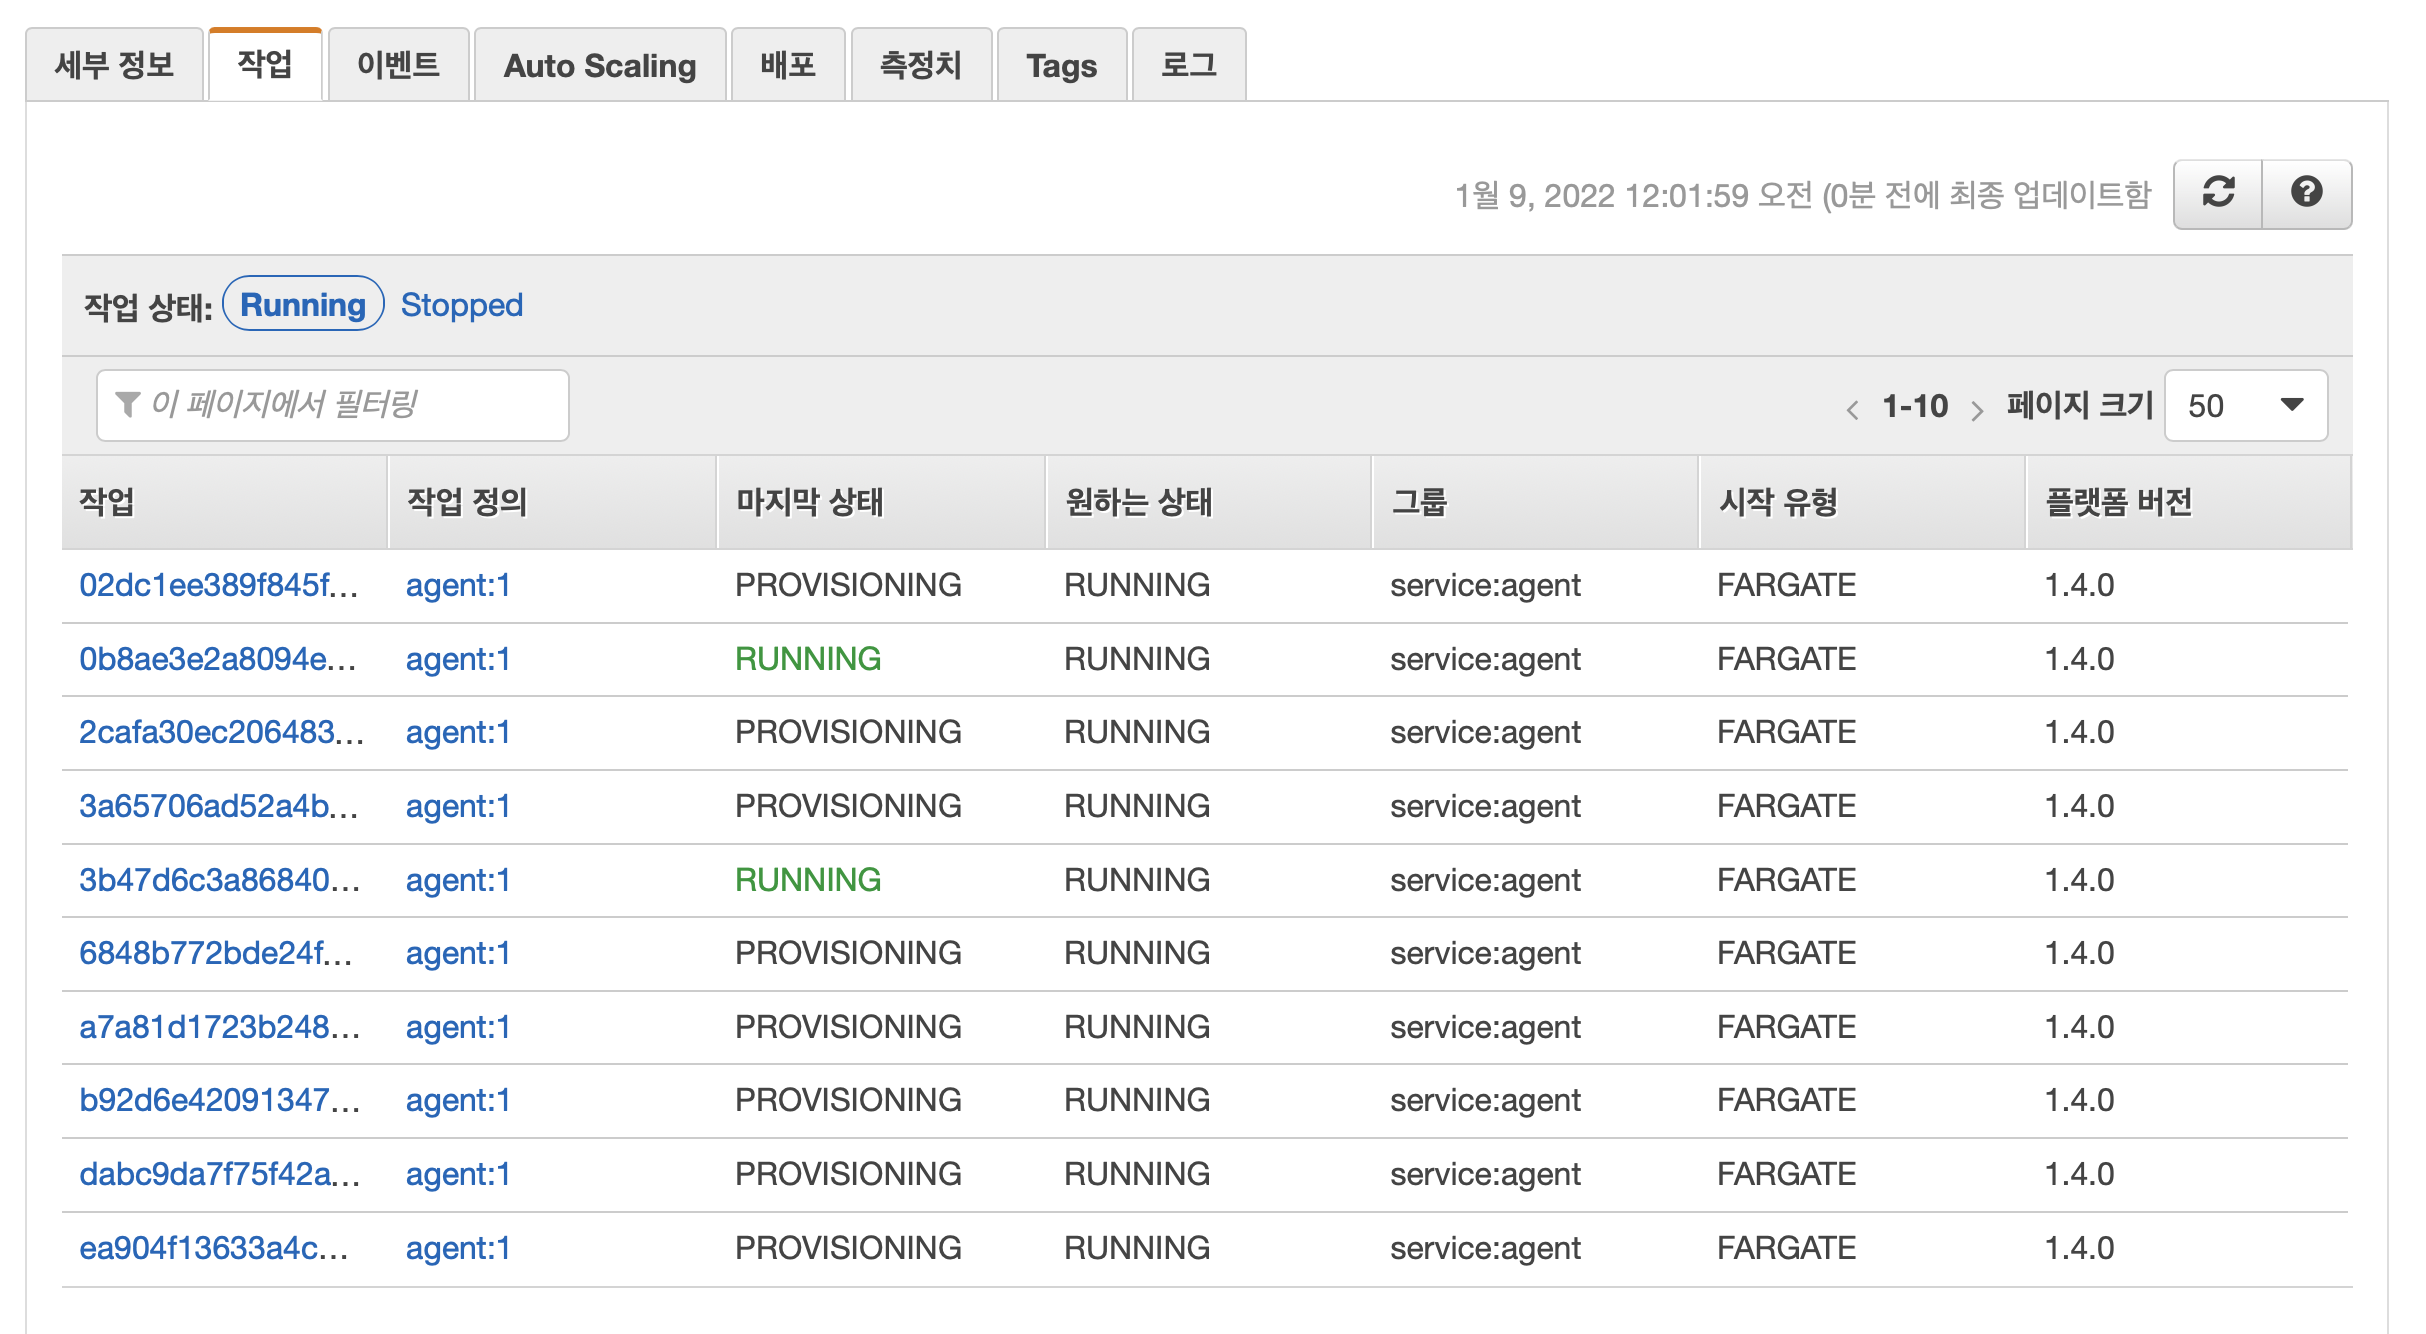 세부 정보 작업 이벤트 Auto Scaling 배포 측정치 Tags 로그
1월 9, 2022 12:01:59 오전 (0분 전에 최종 업데이트함
작업 상태: Running Stopped
이 페이지에서 필터링 1-10 페이지 크기 50
작업 작업 정의 마지막 상태 원하는 상태 그룹 시작 유형 플랫폼 버전
02dc1ee389f845f... agent:1 PROVISIONING RUNNING service:agent FARGATE 1.4.0
0b8ae3e2a8094e... agent:1 RUNNING RUNNING service:agent FARGATE 1.4.0
2cafa30ec206483... agent:1 PROVISIONING RUNNING service:agent FARGATE 1.4.0
3a65706ad52a4b... agent:1 PROVISIONING RUNNING service:agent FARGATE 1.4.0
3b47d6c3a86840... agent:1 RUNNING RUNNING service:agent FARGATE 1.4.0
6848b772bde24f... agent:1 PROVISIONING RUNNING service:agent FARGATE 1.4.0
a7a81d1723b248... agent:1 PROVISIONING RUNNING service:agent FARGATE 1.4.0
b92d6e42091347... agent:1 PROVISIONING RUNNING service:agent FARGATE 1.4.0
dabc9da7f75f42a... agent:1 PROVISIONING RUNNING service:agent FARGATE 1.4.0
ea904f13633a4c... agent:1 PROVISIONING RUNNING service:agent FARGATE 1.4.0